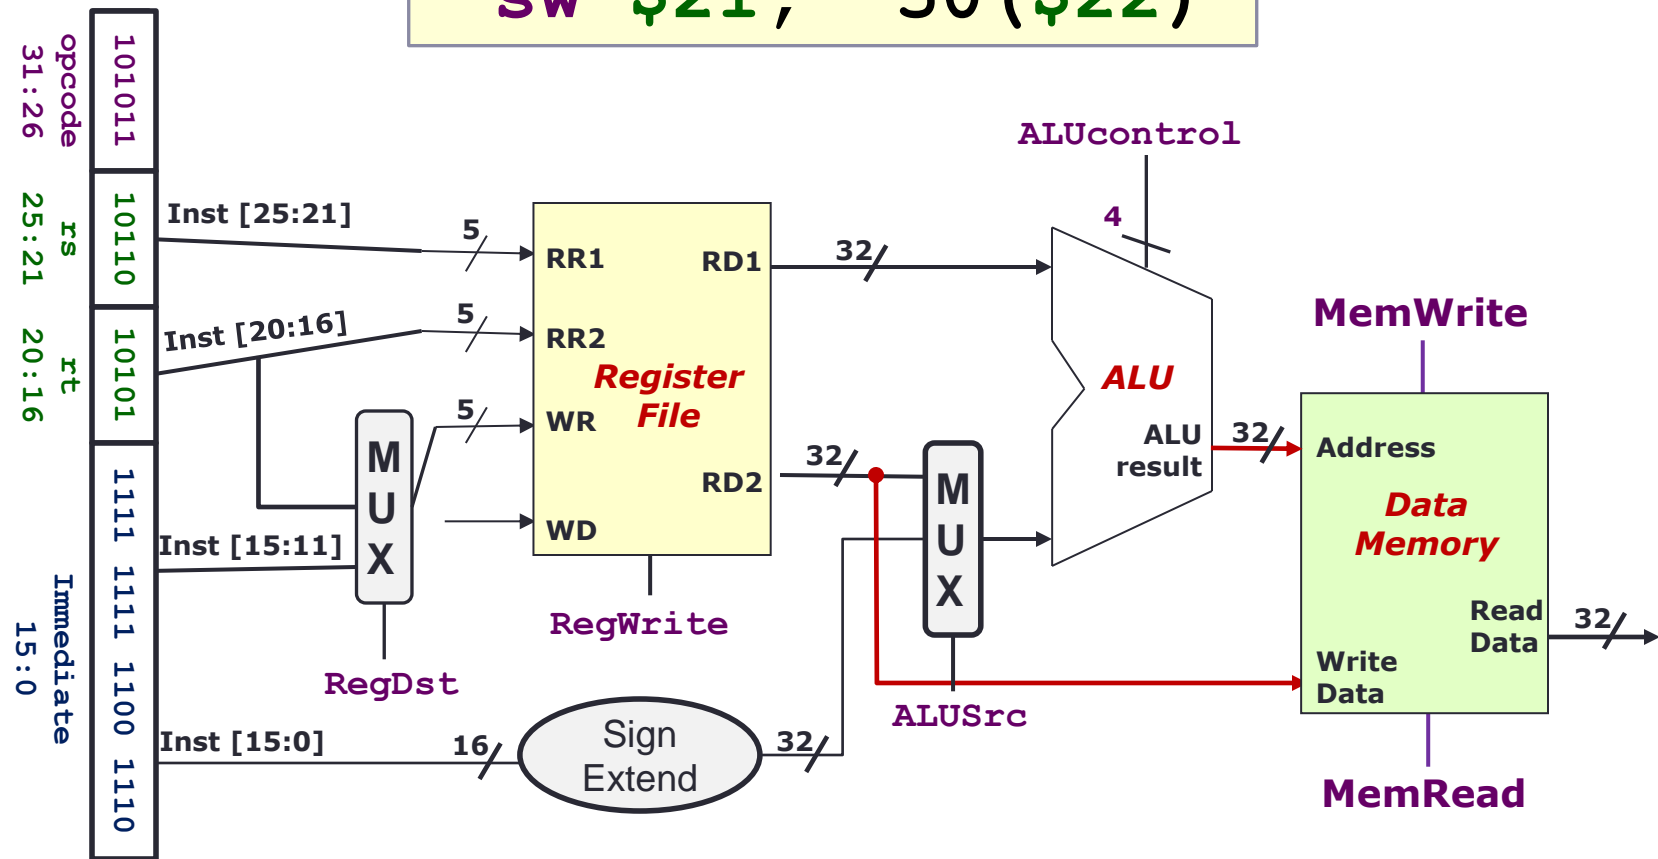 sw $21, 50($22)
opcode
31:26
101011
rs
25:21
10110
rt
20:16
10101
Immediate
15:0
1111 1111 1100 1110
Inst [25:21]
5
Inst [20:16]
5
5
Inst [15:11]
Inst [15:0]
16
MUX
RegDst
RR1
RR2
WR
WD
RD1
RD2
Register
File
RegWrite
Sign
Extend
32
32
32
MUX
ALUSrc
ALUcontrol
4
ALU
ALU
result
32
MemWrite
Address
Data
Memory
Read
Data
Write
Data
32
MemRead